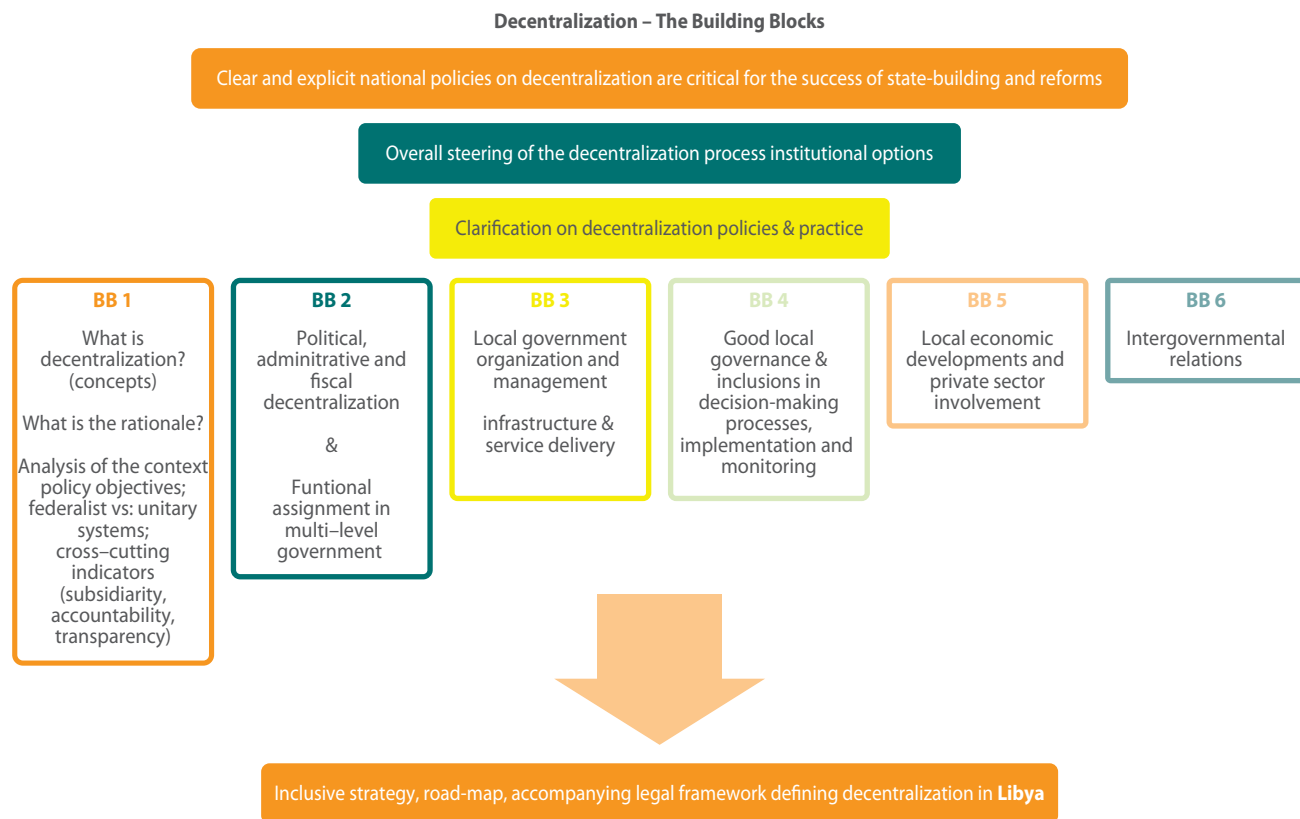 Decentralization – The Building Blocks
Clear and explicit national policies on decentralization are critical for the success of state-building and reforms
Overall steering of the decentralization process institutional options
Clarification on decentralization policies & practice
BB 1
What is
decentralization?
(concepts)
What is the rationale?
Analysis of the context
policy objectives;
federalist vs: unitary
systems;
cross–cutting
indicators
(subsidiarity,
accountability,
transparency)
BB 2
Political,
adminitrative and
fiscal
decentralization
&
Funtional
assignment in
multi–level
government
BB 3
Local government
organization and
management
infrastructure &
service delivery
BB 4
Good local
governance &
inclusions in
decision-making
processes,
implementation and
monitoring
BB 5
Local economic
developments and
private sector
involvement
BB 6
Intergovernmental
relations
Inclusive strategy, road-map, accompanying legal framework defining decentralization in Libya